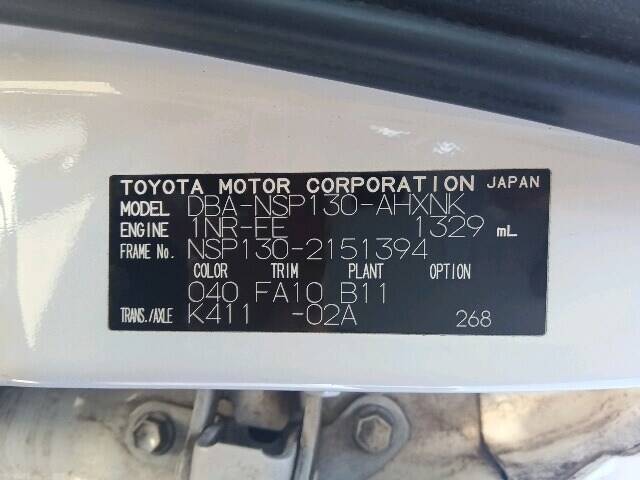 TOYOTA MOTOR CORPORATION JAPAN
MODEL DBA-NSP130-AHXNK
ENGINE 1NR-FE 1329 mL
FRAME No. NSP130-2151394
COLOR TRIM PLANT OPTION
040 FA10 B11
TRANS./AXLE K411 -02A 268